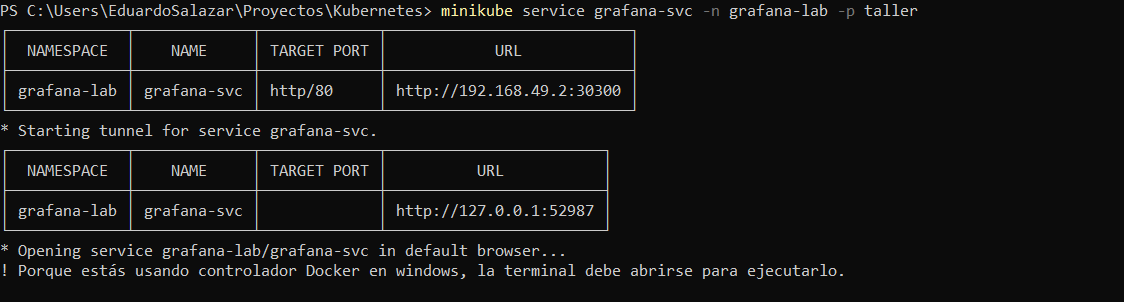 PS C:\Users\EduardoSalazar\Proyectos\Kubernetes> minikube service grafana-svc -n grafana-lab -p taller
NAMESPACE NAME TARGET PORT URL
grafana-lab grafana-svc http/80 http://192.168.49.2:30300
* Starting tunnel for service grafana-svc.
NAMESPACE NAME TARGET PORT URL
grafana-lab grafana-svc http://127.0.0.1:52987
* Opening service grafana-lab/grafana-svc in default browser...
! Porque estás usando controlador Docker en windows, la terminal debe abrirse para ejecutarlo.